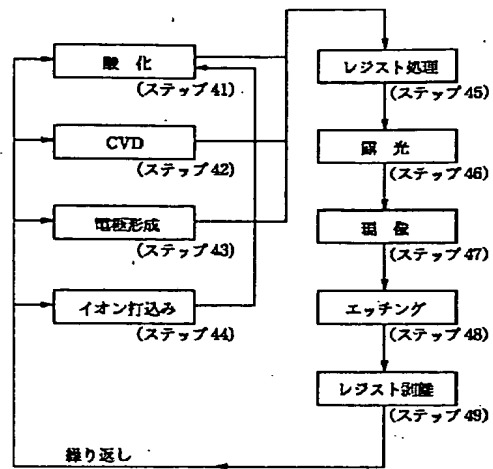 酸化
(ステップ41)
CVD
(ステップ42)
電極形成
(ステップ43)
イオン打込み
(ステップ44)
レジスト処理
(ステップ45)
露光
(ステップ46)
現像
(ステップ47)
エッチング
(ステップ48)
レジスト剥離
(ステップ49)
繰り返し